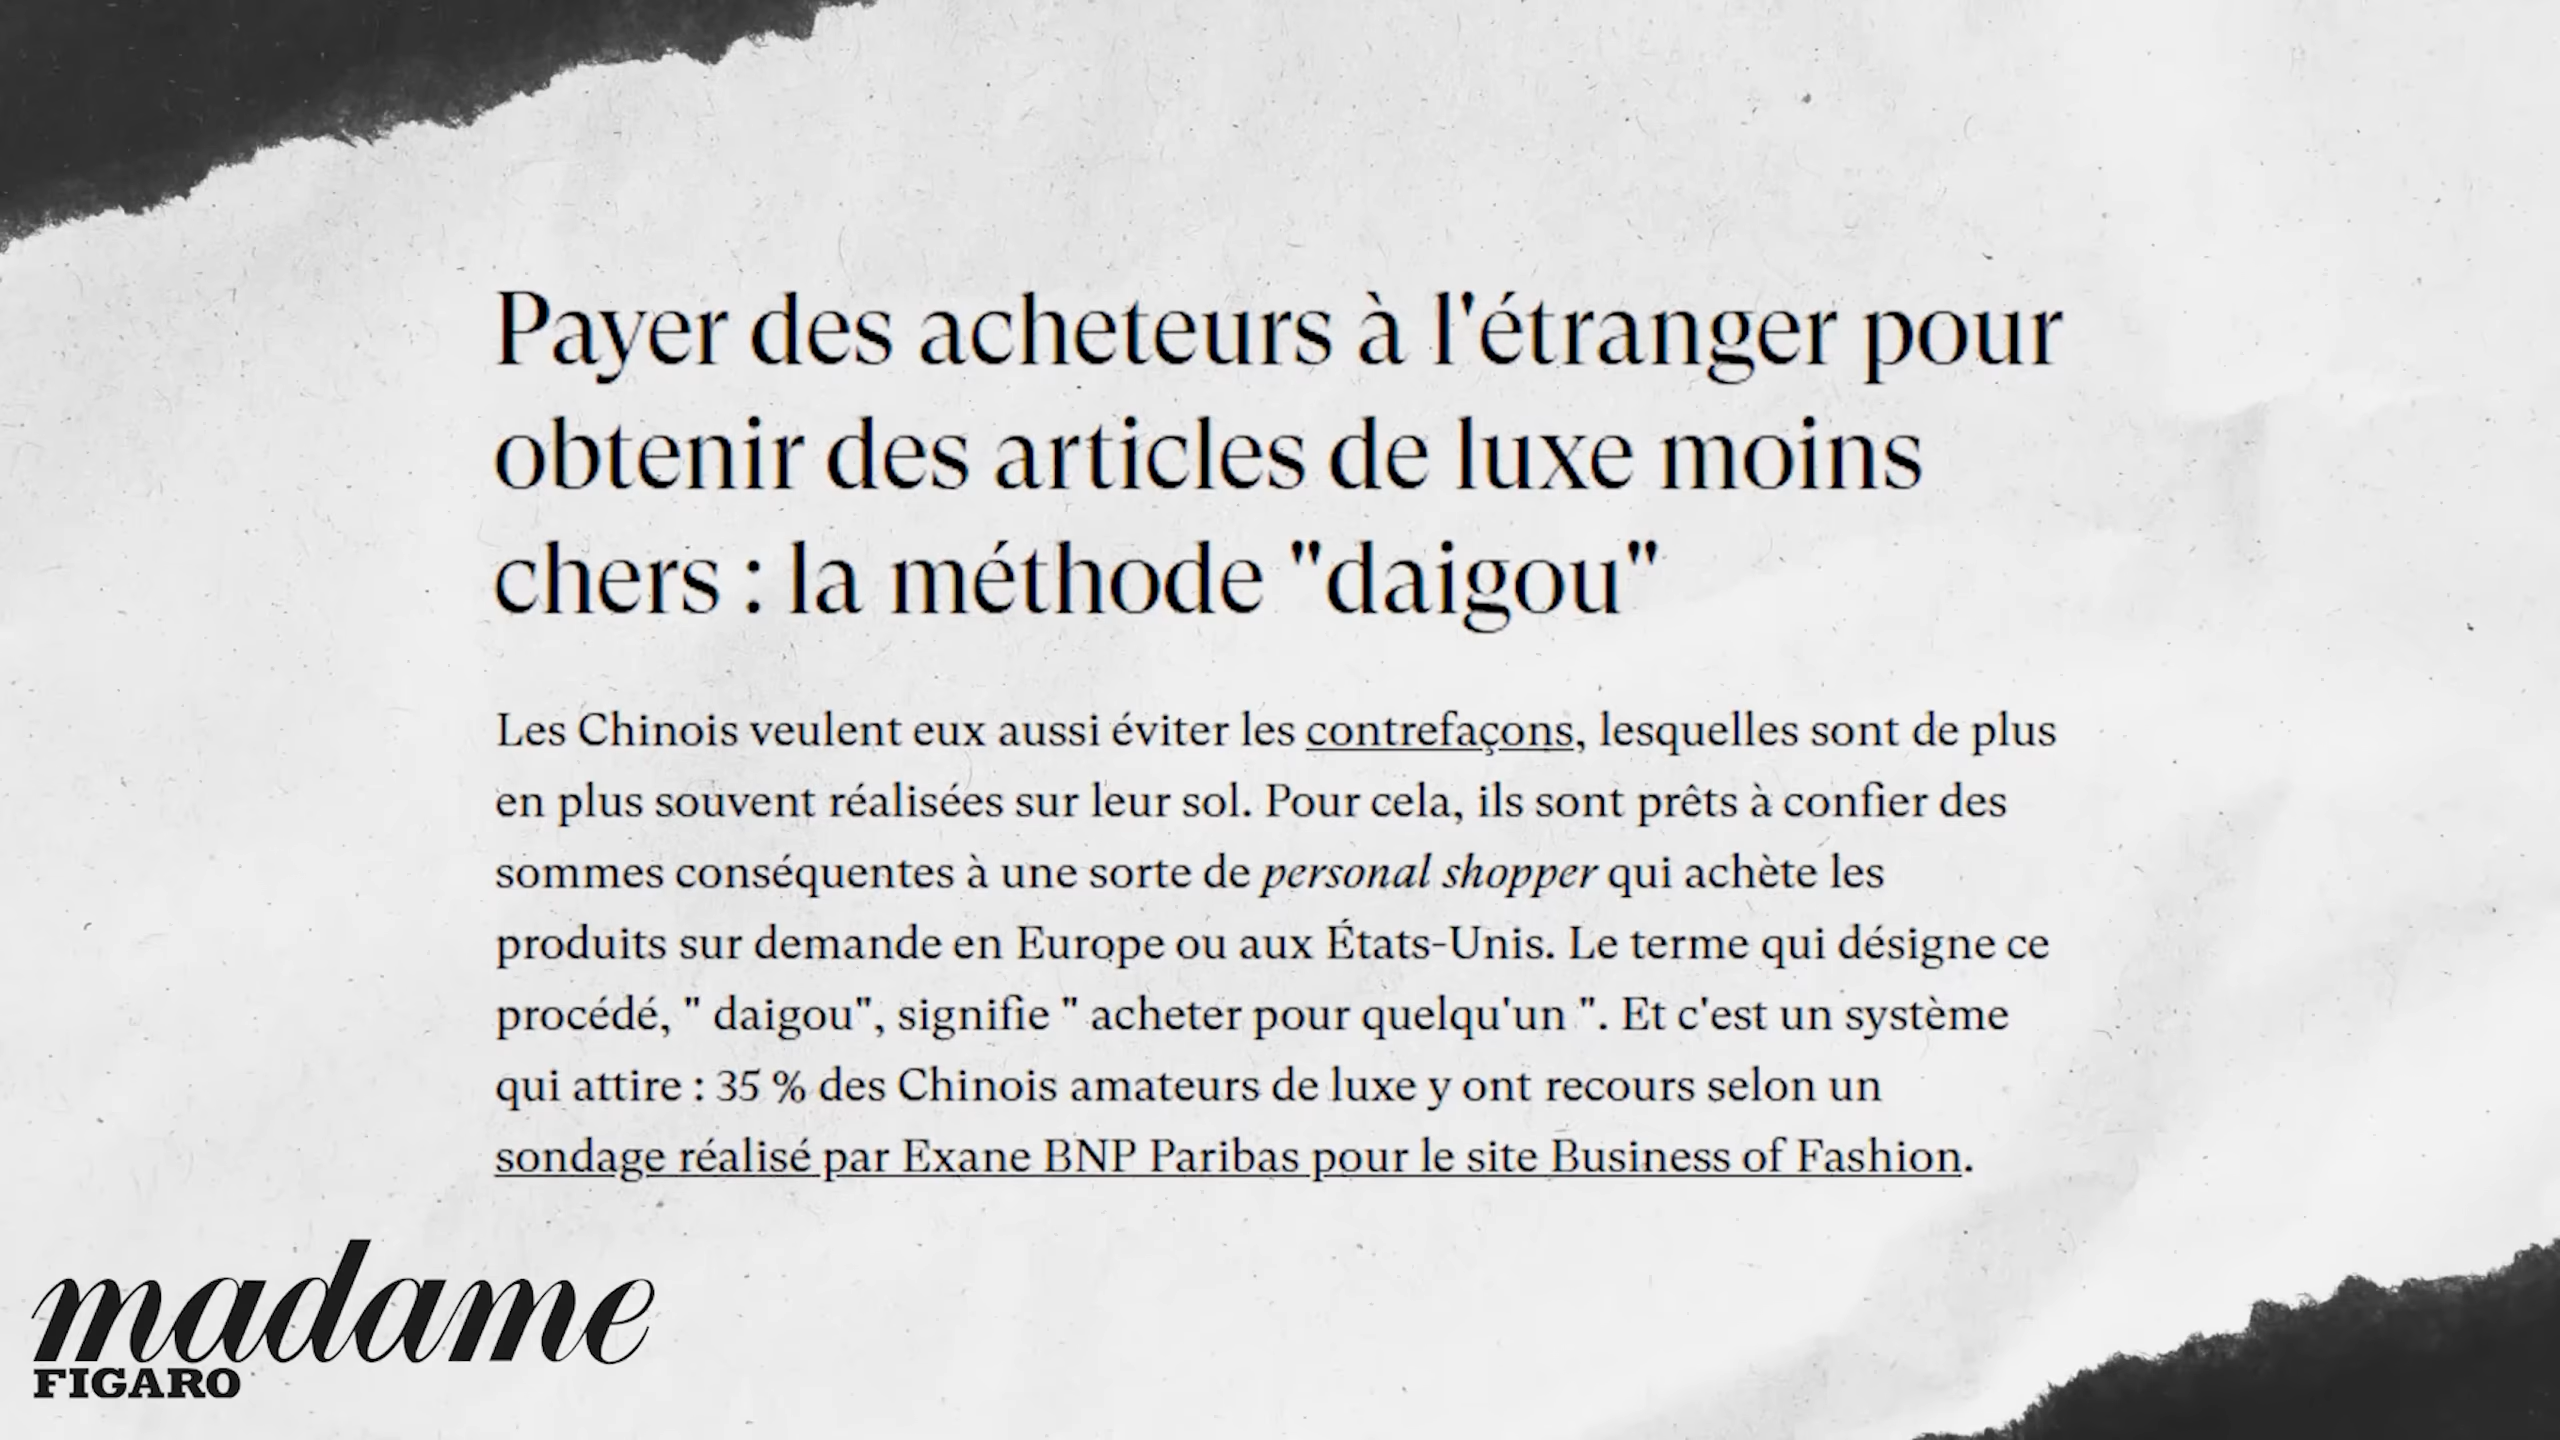 Payer des acheteurs à l'étranger pour
obtenir des articles de luxe moins
chers : la méthode "daigou"
Les Chinois veulent eux aussi éviter les contrefaçons, lesquelles sont de plus
en plus souvent réalisées sur leur sol. Pour cela, ils sont prêts à confier des
sommes conséquentes à une sorte de personal shopper qui achète les
produits sur demande en Europe ou aux États-Unis. Le terme qui désigne ce
procédé, " daigou", signifie " acheter pour quelqu'un ". Et c'est un système
qui attire : 35 % des Chinois amateurs de luxe y ont recours selon un
sondage réalisé par Exane BNP Paribas pour le site Business of Fashion.
madame
FIGARO